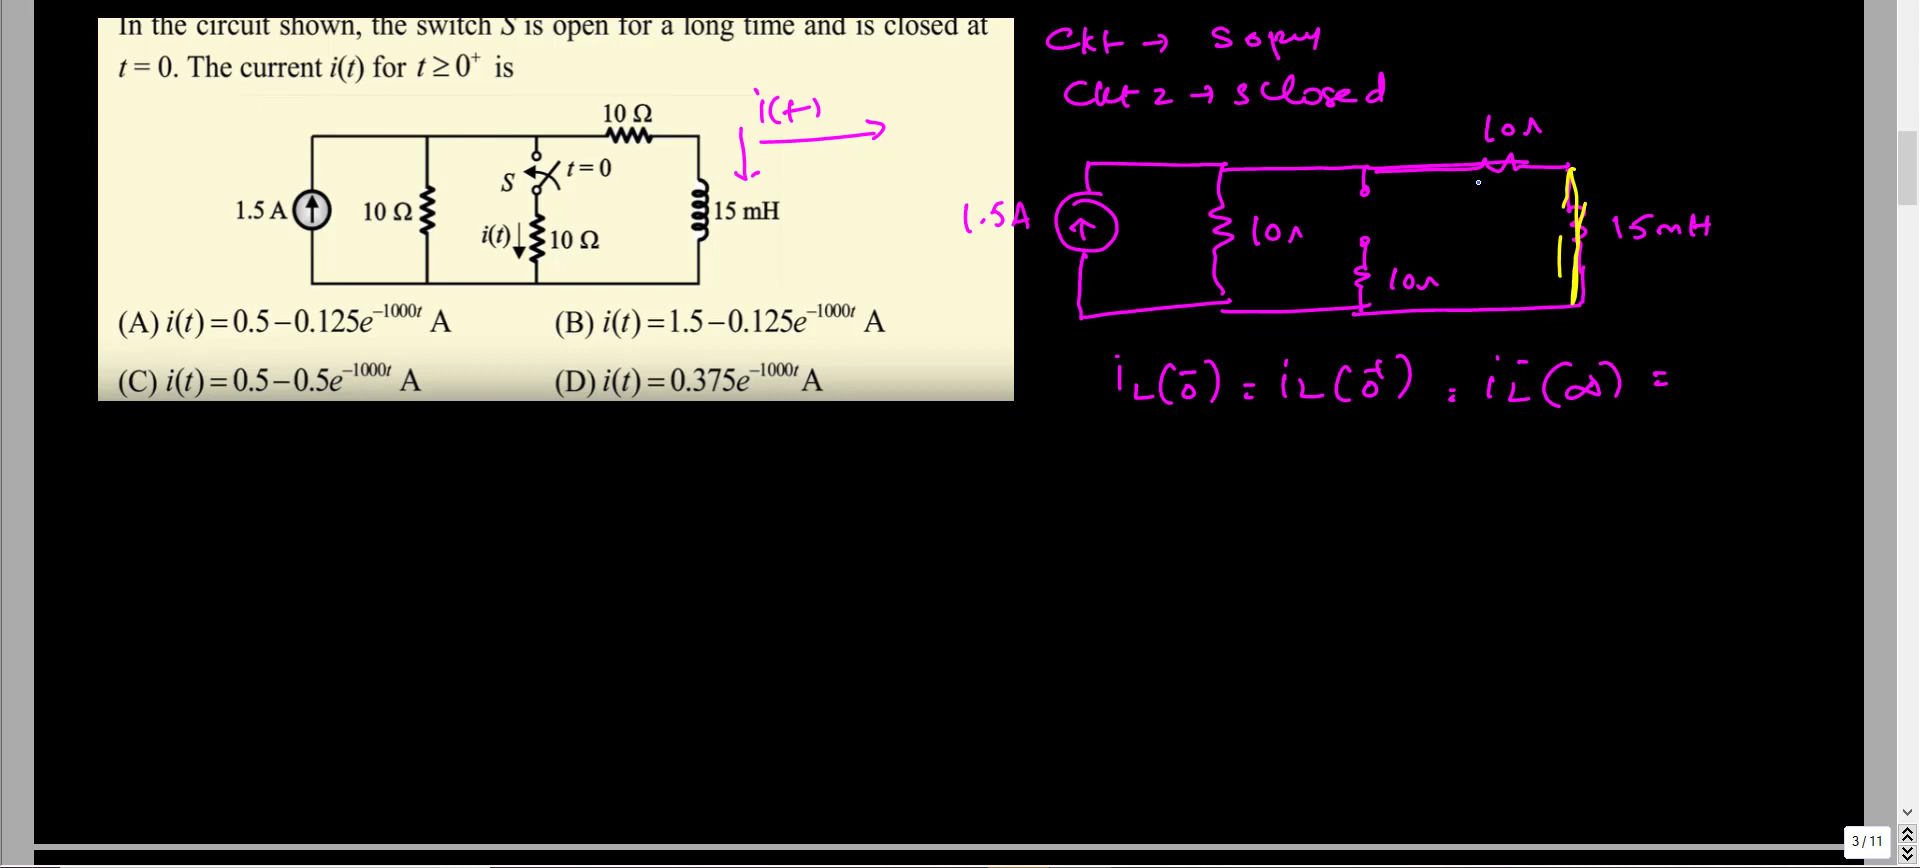 In the circuit shown, the switch S is open for a long time and is closed at
t = 0. The current i(t) for t ≥ 0⁺ is
10 Ω
1.5 A
10 Ω
S
t = 0
i(t)
10 Ω
15 mH
(A) i(t) = 0.5 − 0.125e⁻¹⁰⁰⁰ᵗ A
(B) i(t) = 1.5 − 0.125e⁻¹⁰⁰⁰ᵗ A
(C) i(t) = 0.5 − 0.5e⁻¹⁰⁰⁰ᵗ A
(D) i(t) = 0.375e⁻¹⁰⁰⁰ᵗ A
i(t)
Ckt → S open
Ckt 2 → S Closed
10Ω
1.5A
10Ω
10Ω
15mH
i_L(0⁻) = i_L(0⁺) = i_L(∞) =
3 / 11